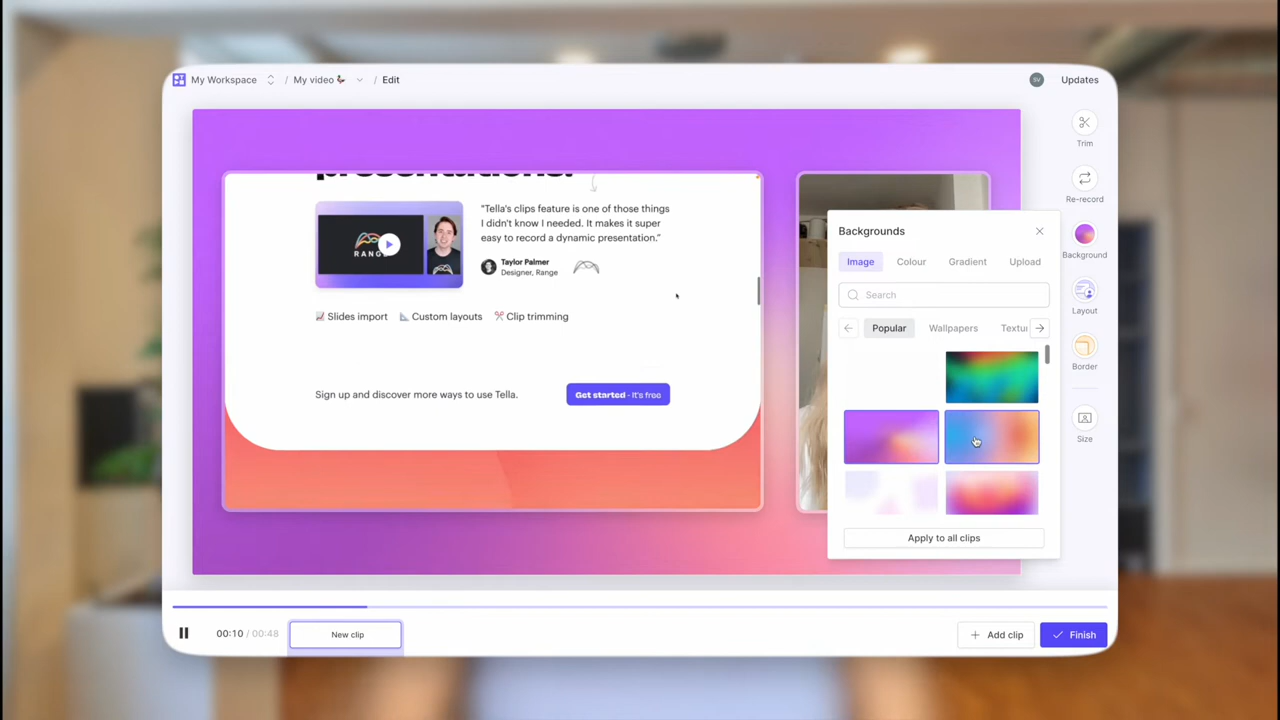 My Workspace / My video / Edit
SV Updates
presentations.
RANGE
"Tella's clips feature is one of those things
I didn't know I needed. It makes it super
easy to record a dynamic presentation."
Taylor Palmer
Designer, Range
Slides import Custom layouts Clip trimming
Sign up and discover more ways to use Tella.
Get started - It's free
Backgrounds
Image Colour Gradient Upload
Search
Popular Wallpapers Textur
Apply to all clips
Trim
Re-record
Background
Layout
Border
Size
00:10 / 00:48
New clip
+ Add clip
Finish